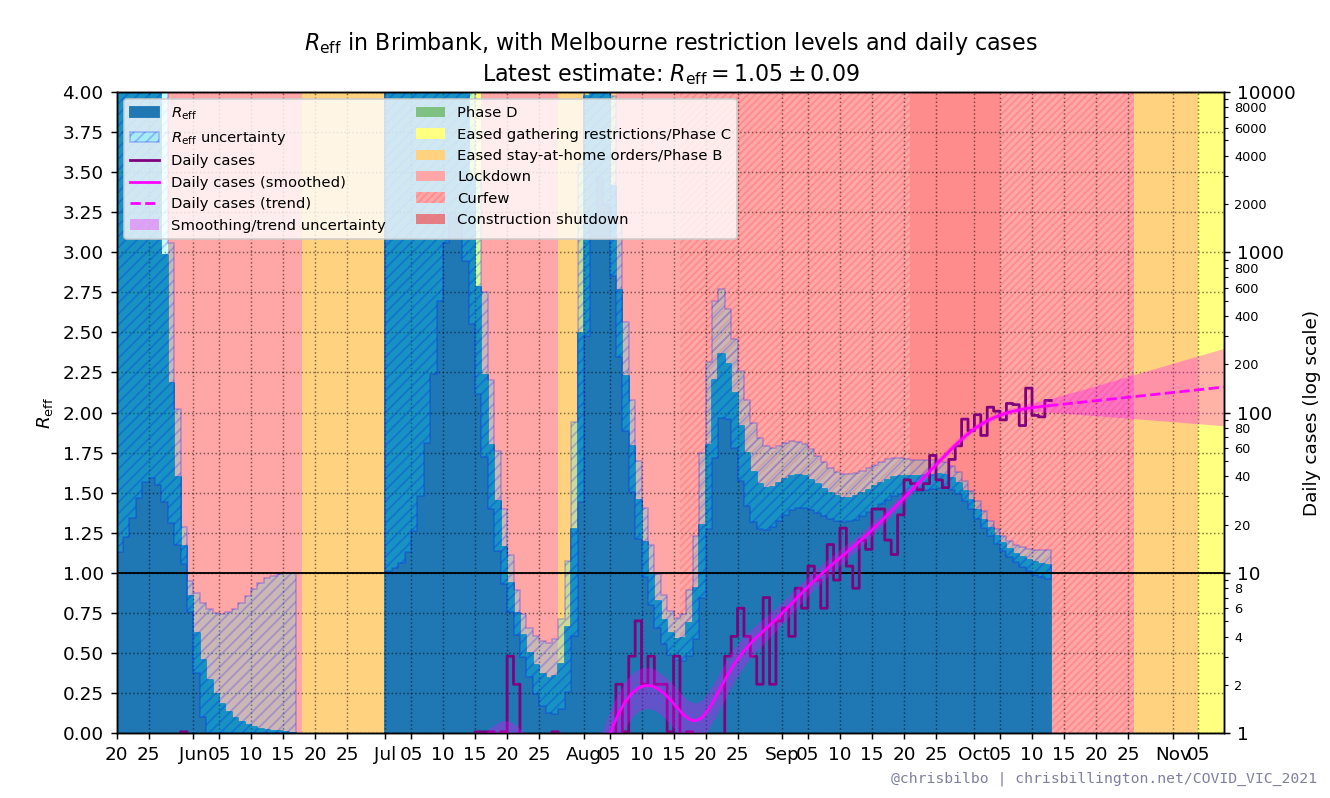 Reff in Brimbank, with Melbourne restriction levels and daily cases
Latest estimate: Reff = 1.05 ± 0.09
Reff
Reff uncertainty
Daily cases
Daily cases (smoothed)
Daily cases (trend)
Smoothing/trend uncertainty
Phase D
Eased gathering restrictions/Phase C
Eased stay-at-home orders/Phase B
Lockdown
Curfew
Construction shutdown
Reff
4.00
3.75
3.50
3.25
3.00
2.75
2.50
2.25
2.00
1.75
1.50
1.25
1.00
0.75
0.50
0.25
0.00
10000
8000
6000
4000
2000
1000
800
600
400
200
100
80
60
40
20
10
8
6
4
2
1
Daily cases (log scale)
20 25 Jun 05 10 15 20 25 Jul 05 10 15 20 25 Aug 05 10 15 20 25 Sep 05 10 15 20 25 Oct 05 10 15 20 25 Nov 05
@chrisbilbo | chrisbillington.net/COVID_VIC_2021